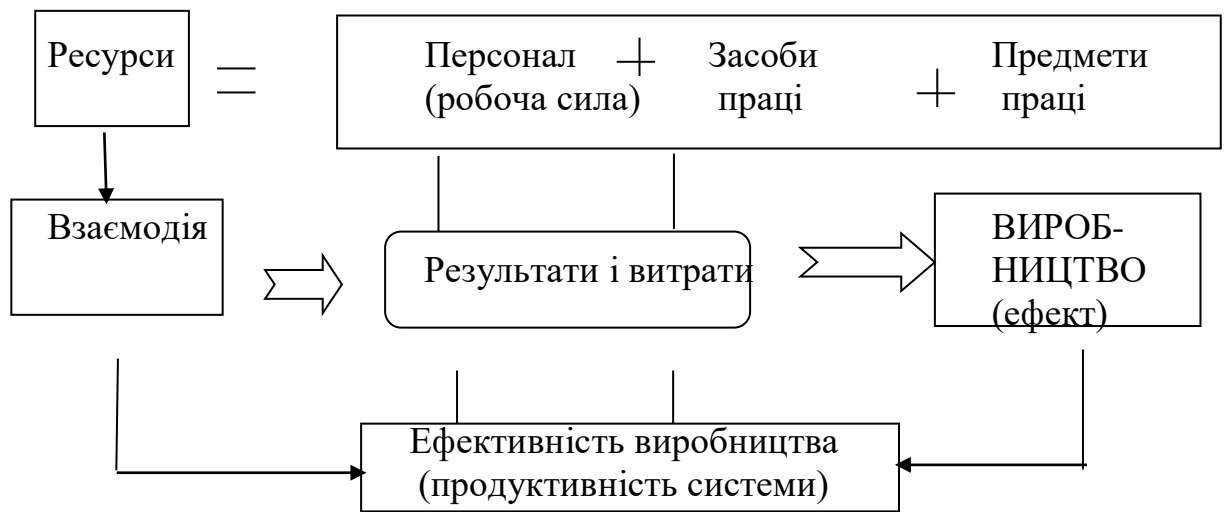 Ресурси
=
Персонал + Засоби Предмети
(робоча сила) праці + праці
Взаємодія
Результати і витрати
ВИРОБ-
НИЦТВО
(ефект)
Ефективність виробництва
(продуктивність системи)